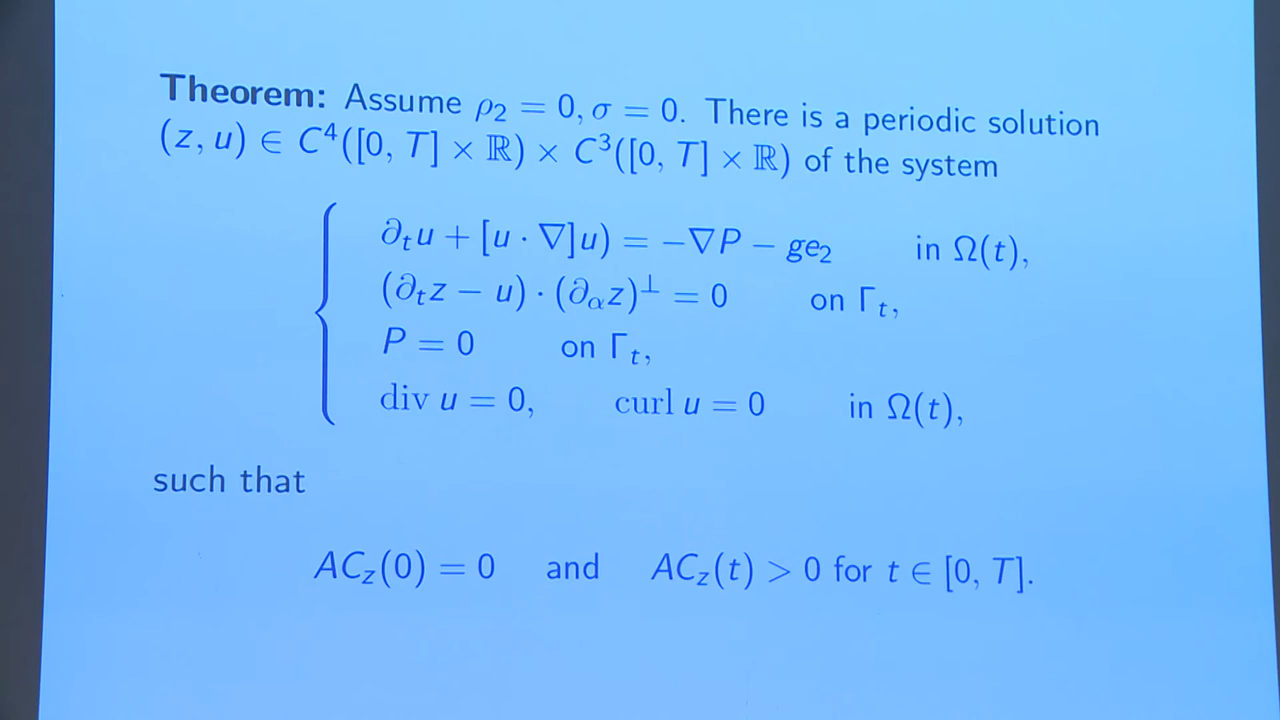 Theorem: Assume ρ₂ = 0, σ = 0. There is a periodic solution
(z, u) ∈ C⁴([0, T] × ℝ) × C³([0, T] × ℝ) of the system
∂ₜu + [u · ∇]u) = −∇P − ge₂ in Ω(t),
(∂ₜz − u) · (∂αz)⊥ = 0 on Γₜ,
P = 0 on Γₜ,
div u = 0, curl u = 0 in Ω(t),
such that
AC_z(0) = 0 and AC_z(t) > 0 for t ∈ [0, T].